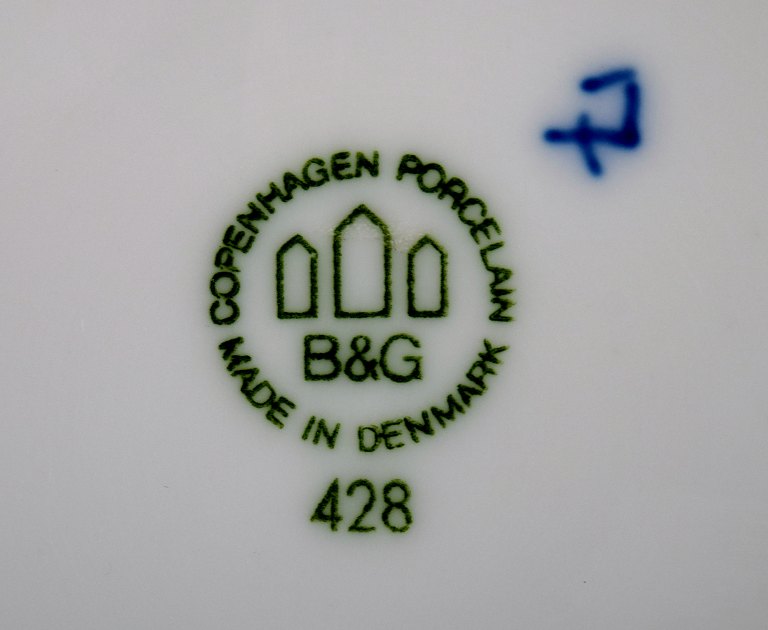 COPENHAGEN PORCELAIN
B&G
MADE IN DENMARK
428